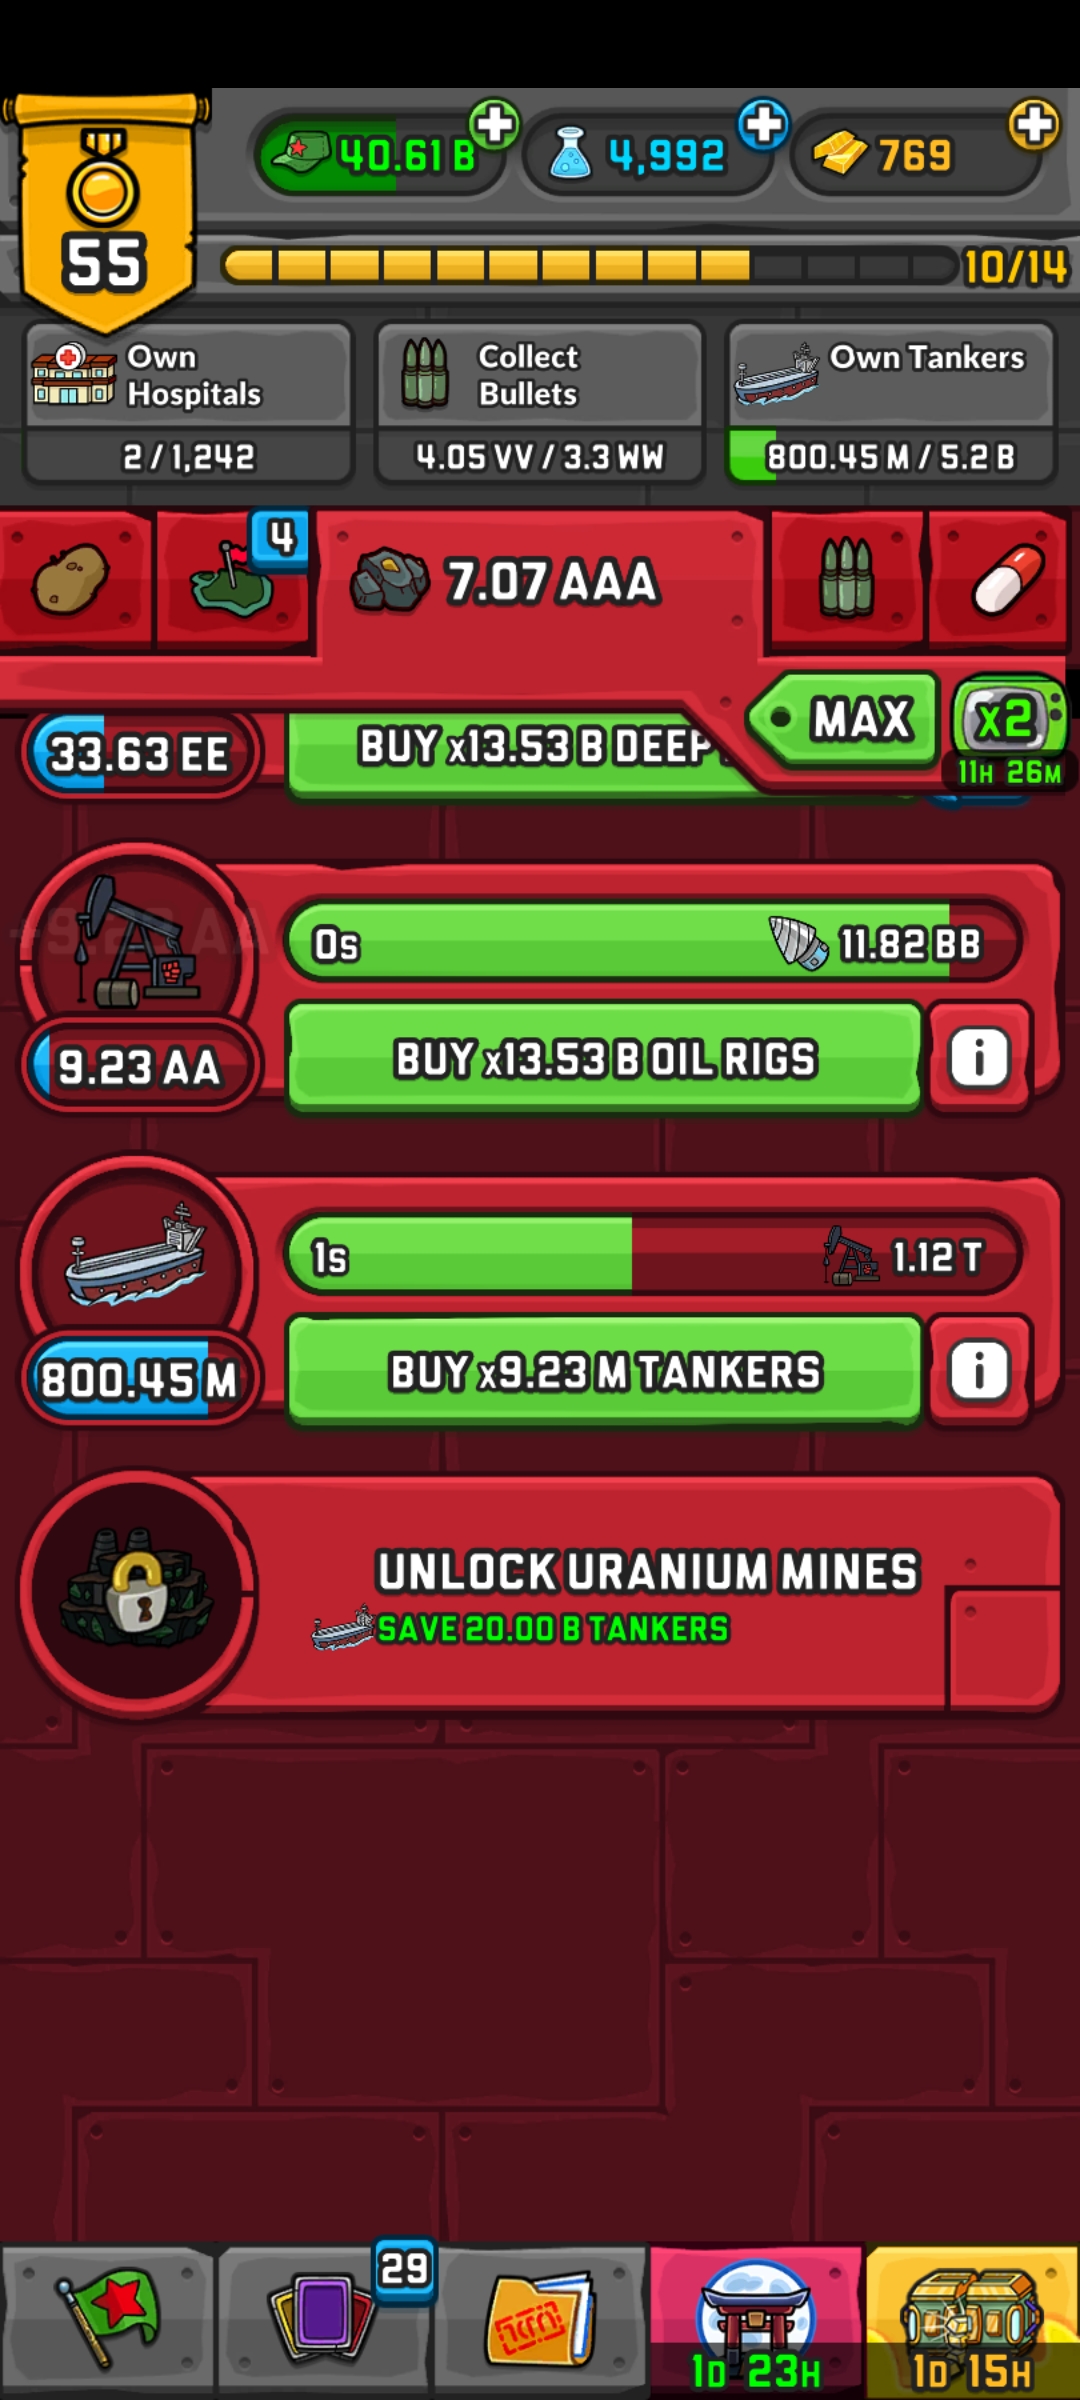 40.61 B
4,992
769
55
10/14
Own
Hospitals
2 / 1,242
Collect
Bullets
4.05 VV / 3.3 WW
Own Tankers
800.45 M / 5.2 B
4
7.07 AAA
MAX
x2
11H 26M
33.63 EE
BUY x13.53 B DEEP
0s
11.82 BB
9.23 AA
BUY x13.53 B OIL RIGS
i
1s
1.12 T
800.45 M
BUY x9.23 M TANKERS
i
UNLOCK URANIUM MINES
SAVE 20.00 B TANKERS
29
1D 23H
1D 15H